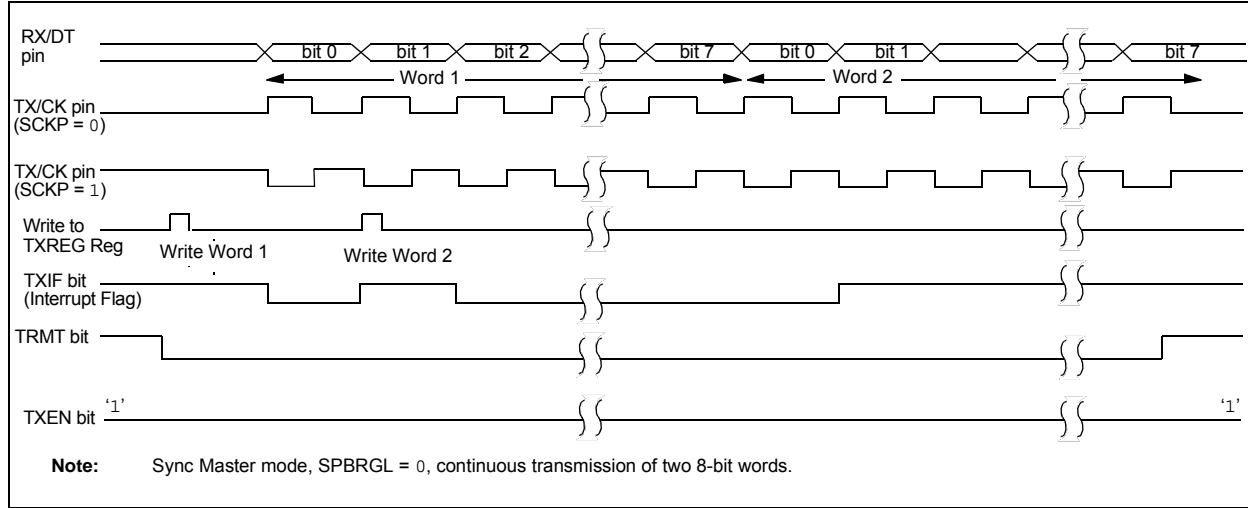 RX/DT
pin
bit 0 bit 1 bit 2 bit 7 bit 0 bit 1 bit 7
Word 1 Word 2
TX/CK pin
(SCKP = 0)
TX/CK pin
(SCKP = 1)
Write to
TXREG Reg
Write Word 1 Write Word 2
TXIF bit
(Interrupt Flag)
TRMT bit
TXEN bit ‘1’ ‘1’
Note: Sync Master mode, SPBRGL = 0, continuous transmission of two 8-bit words.